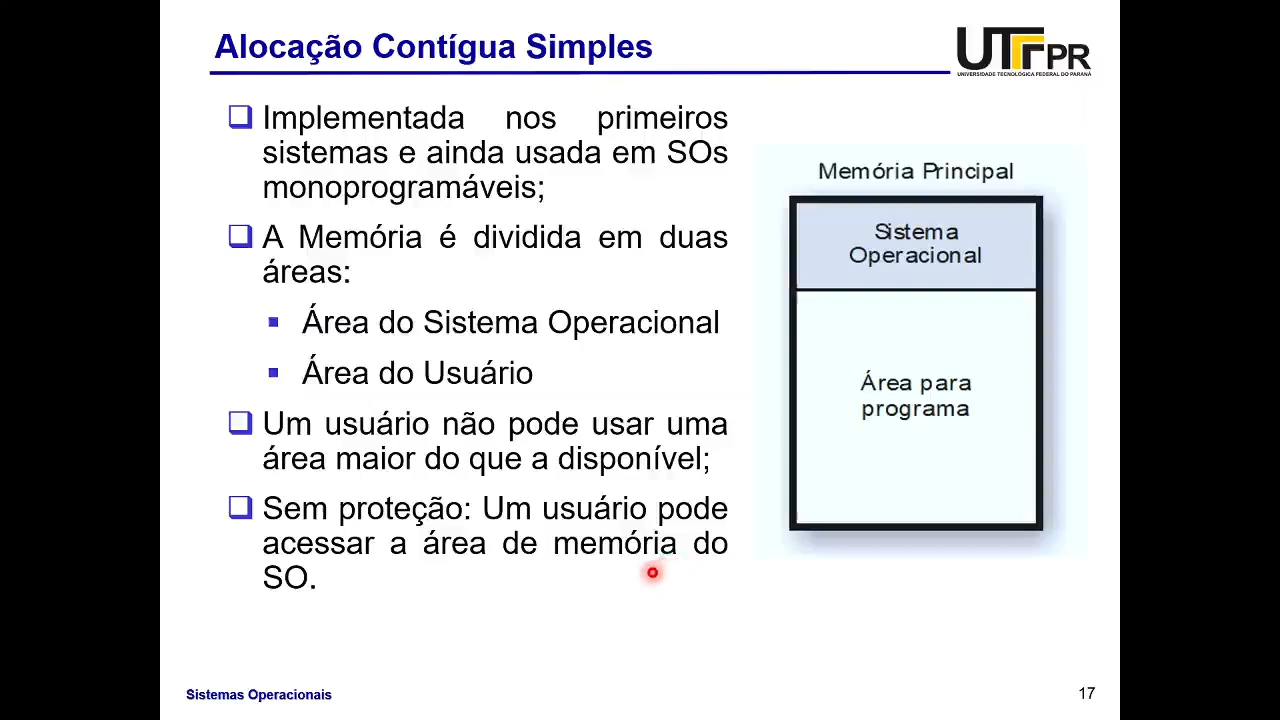 Alocação Contígua Simples
UTFPR
UNIVERSIDADE TECNOLÓGICA FEDERAL DO PARANÁ
Implementada nos primeiros
sistemas e ainda usada em SOs
monoprogramáveis;
A Memória é dividida em duas
áreas:
Área do Sistema Operacional
Área do Usuário
Um usuário não pode usar uma
área maior do que a disponível;
Sem proteção: Um usuário pode
acessar a área de memória do
SO.
Memória Principal
Sistema
Operacional
Área para
programa
Sistemas Operacionais
17